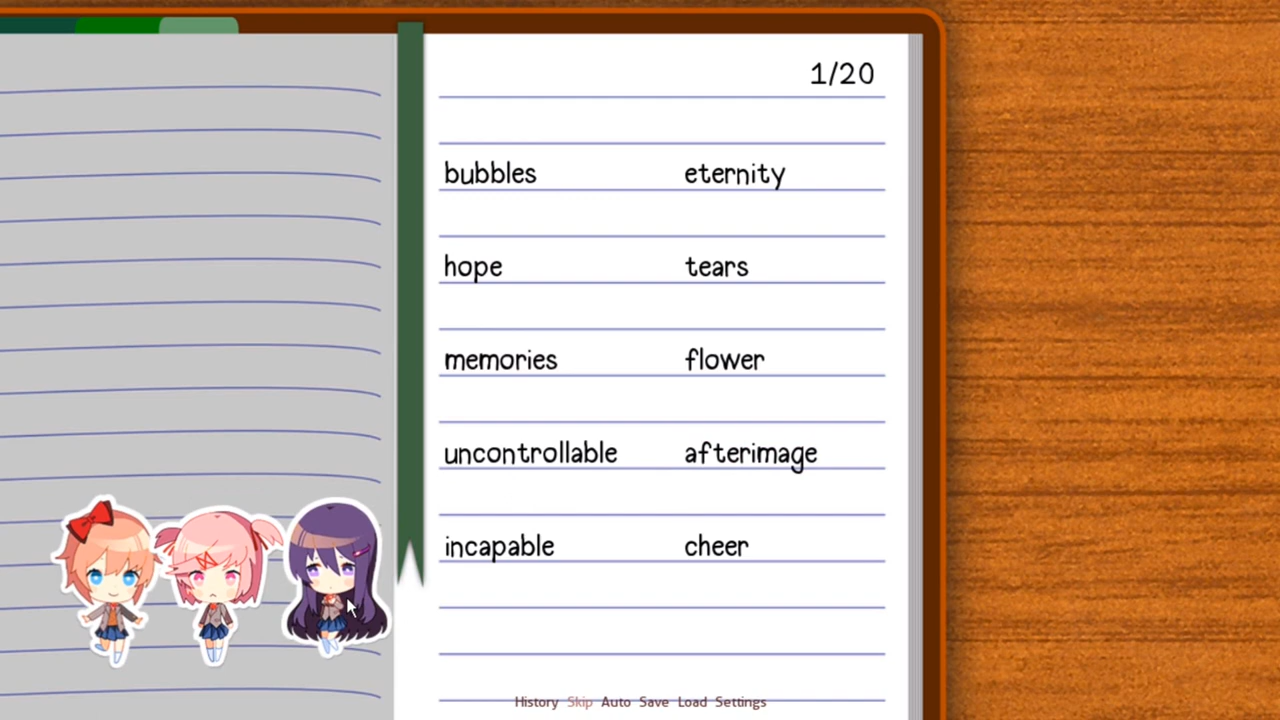 1/20
bubbles eternity
hope tears
memories flower
uncontrollable afterimage
incapable cheer
History Skip Auto Save Load Settings